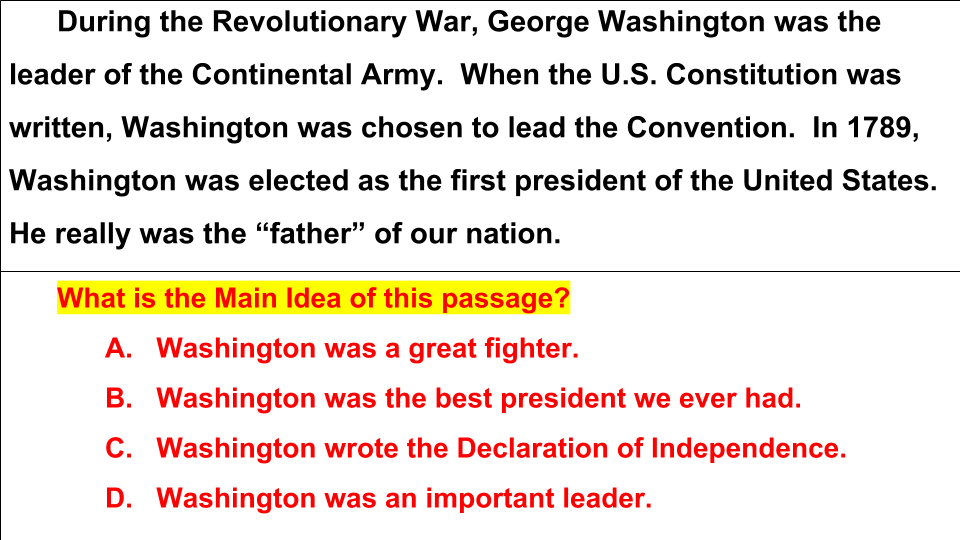 During the Revolutionary War, George Washington was the
leader of the Continental Army.  When the U.S. Constitution was
written, Washington was chosen to lead the Convention.  In 1789,
Washington was elected as the first president of the United States.
He really was the “father” of our nation.
What is the Main Idea of this passage?
A.   Washington was a great fighter.
B.   Washington was the best president we ever had.
C.   Washington wrote the Declaration of Independence.
D.   Washington was an important leader.